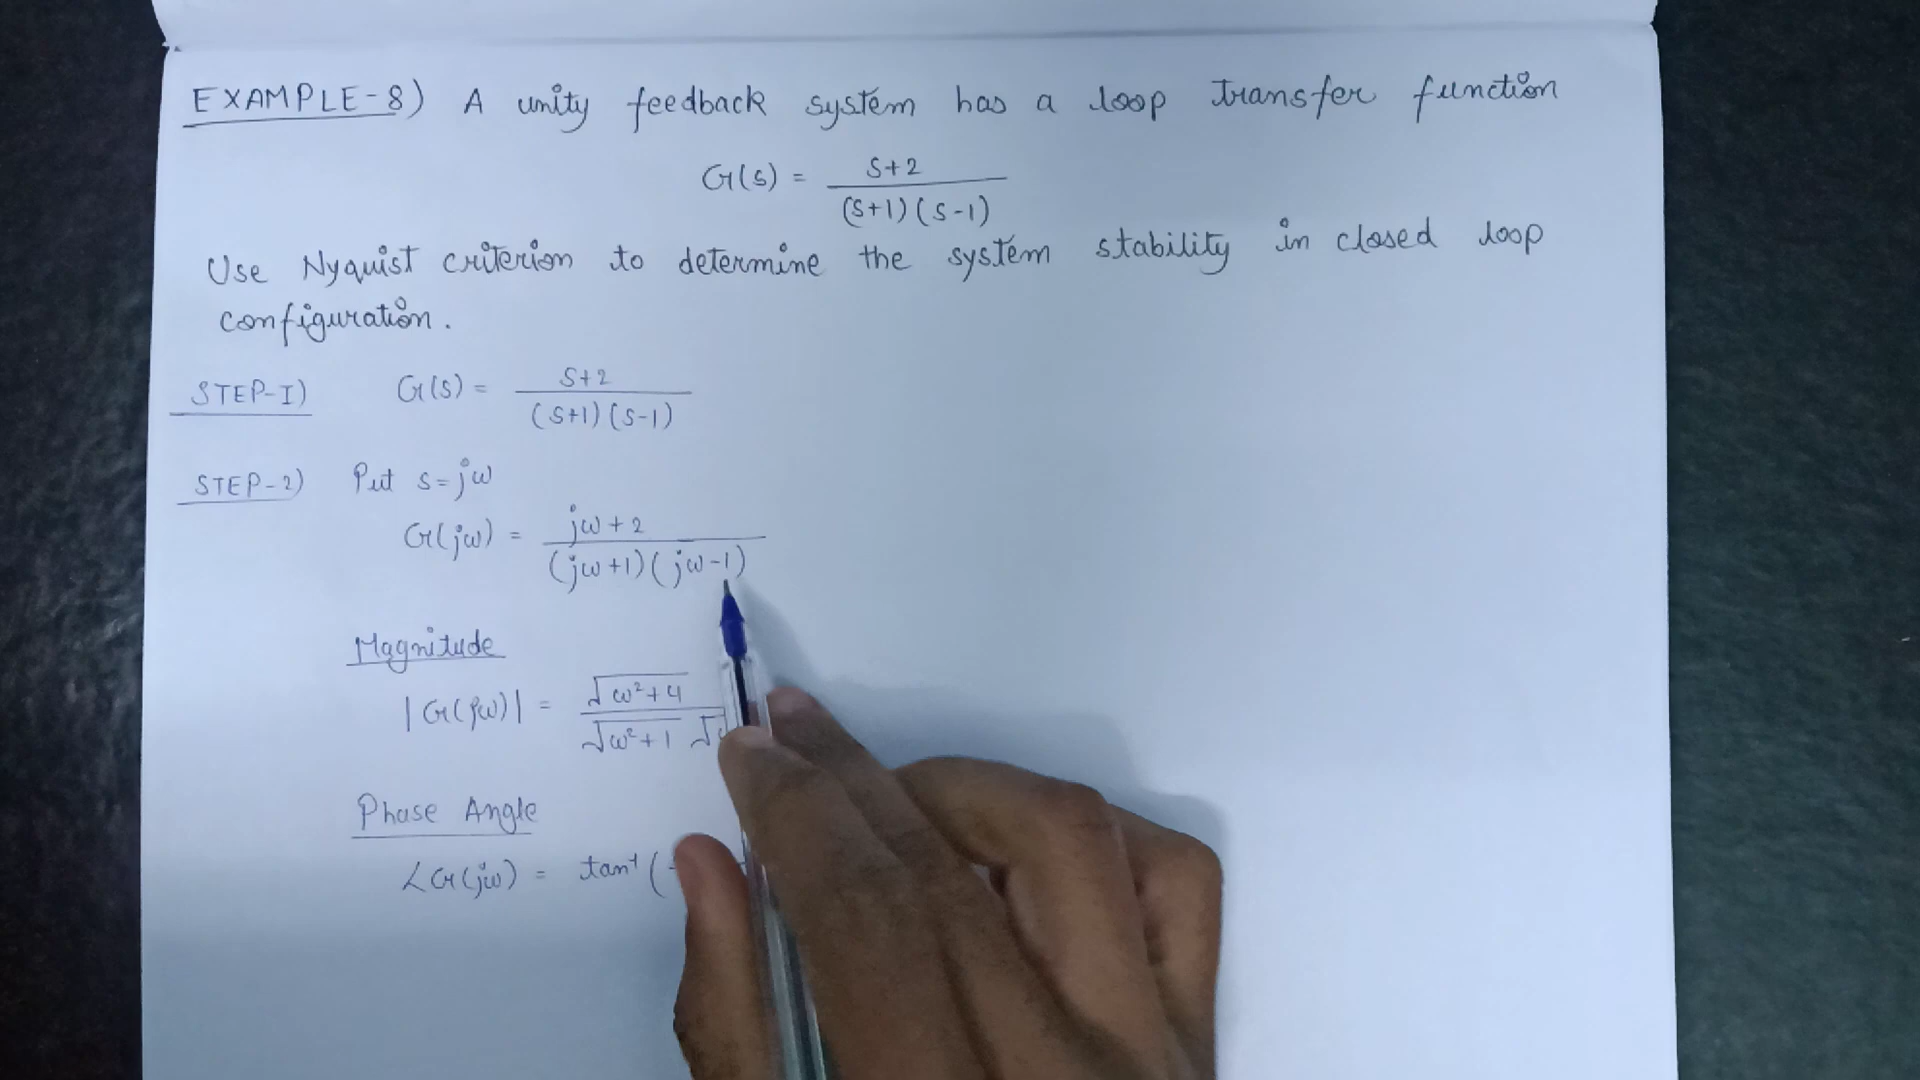 EXAMPLE-8) A unity feedback system has a loop transfer function
G(s) = s+2 / (s+1)(s-1)
Use Nyquist criterion to determine the system stability in closed loop
configuration.
STEP-1) G(s) = s+2 / (s+1)(s-1)
STEP-2) Put s=jω
G(jω) = jω+2 / (jω+1)(jω-1)
Magnitude
|G(jω)| = √ω²+4 / √ω²+1 √
Phase Angle
∠G(jω) = tan⁻¹(